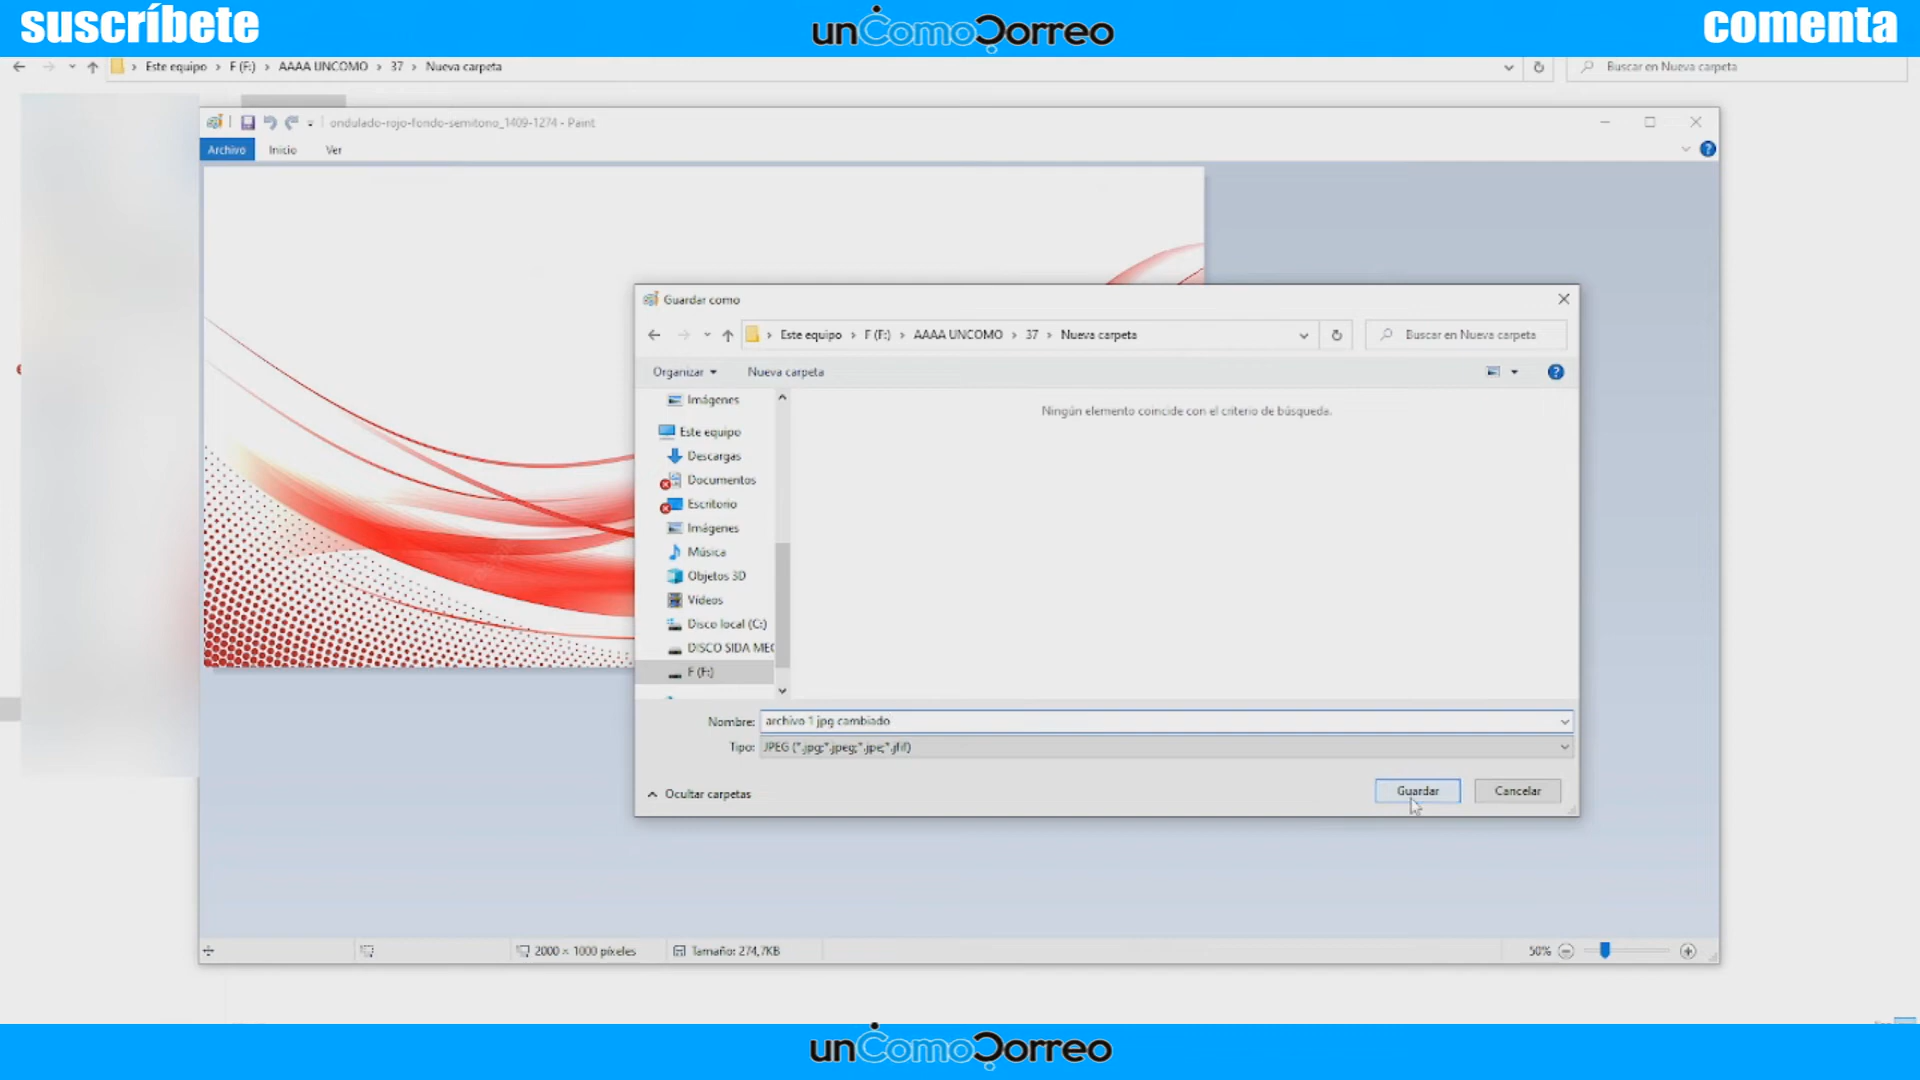 suscríbete
unComoCorreo
comenta
Este equipo > F (F:) > AAAA UNCOMO > 37 > Nueva carpeta
Buscar en Nueva carpeta
ondulado-rojo-fondo-semitono_1409-1274 - Paint
Archivo Inicio Ver
Guardar como
Este equipo > F (F:) > AAAA UNCOMO > 37 > Nueva carpeta
Buscar en Nueva carpeta
Organizar
Nueva carpeta
Imágenes
Ningún elemento coincide con el criterio de búsqueda.
Este equipo
Descargas
Documentos
Escritorio
Imágenes
Música
Objetos 3D
Vídeos
Disco local (C:)
DISCO SIDA MEC
F (F:)
Nombre: archivo 1 jpg cambiado
Tipo: JPEG (*.jpg;*.jpeg;*.jpe;*.jfif)
Ocultar carpetas
Guardar
Cancelar
2000 × 1000 píxeles
Tamaño: 274,7KB
50%
unComoCorreo